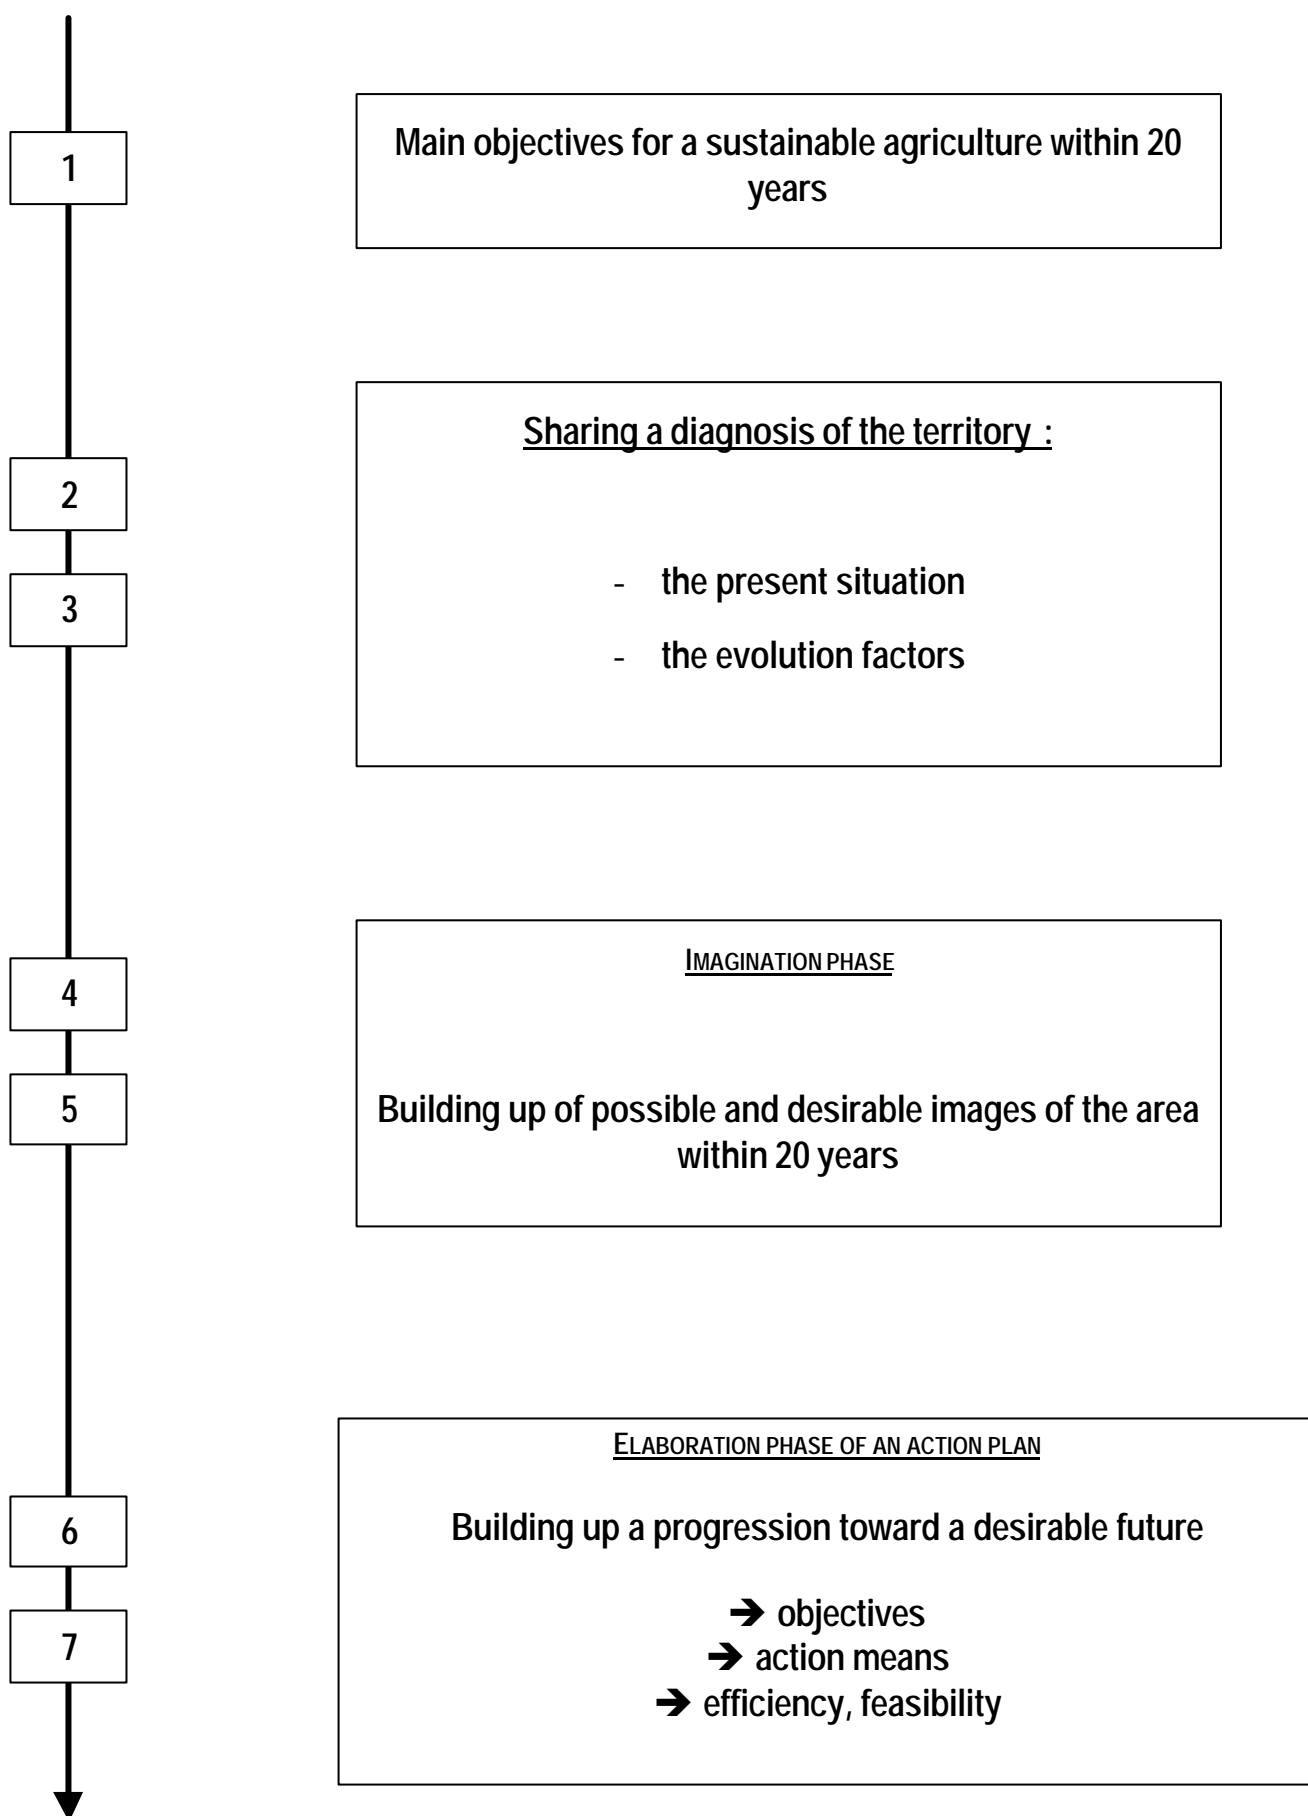 1
Main objectives for a sustainable agriculture within 20
years
Sharing a diagnosis of the territory :
2
- the present situation
3
- the evolution factors
IMAGINATION PHASE
4
5
Building up of possible and desirable images of the area
within 20 years
ELABORATION PHASE OF AN ACTION PLAN
6
Building up a progression toward a desirable future
➔ objectives
7
➔ action means
➔ efficiency, feasibility